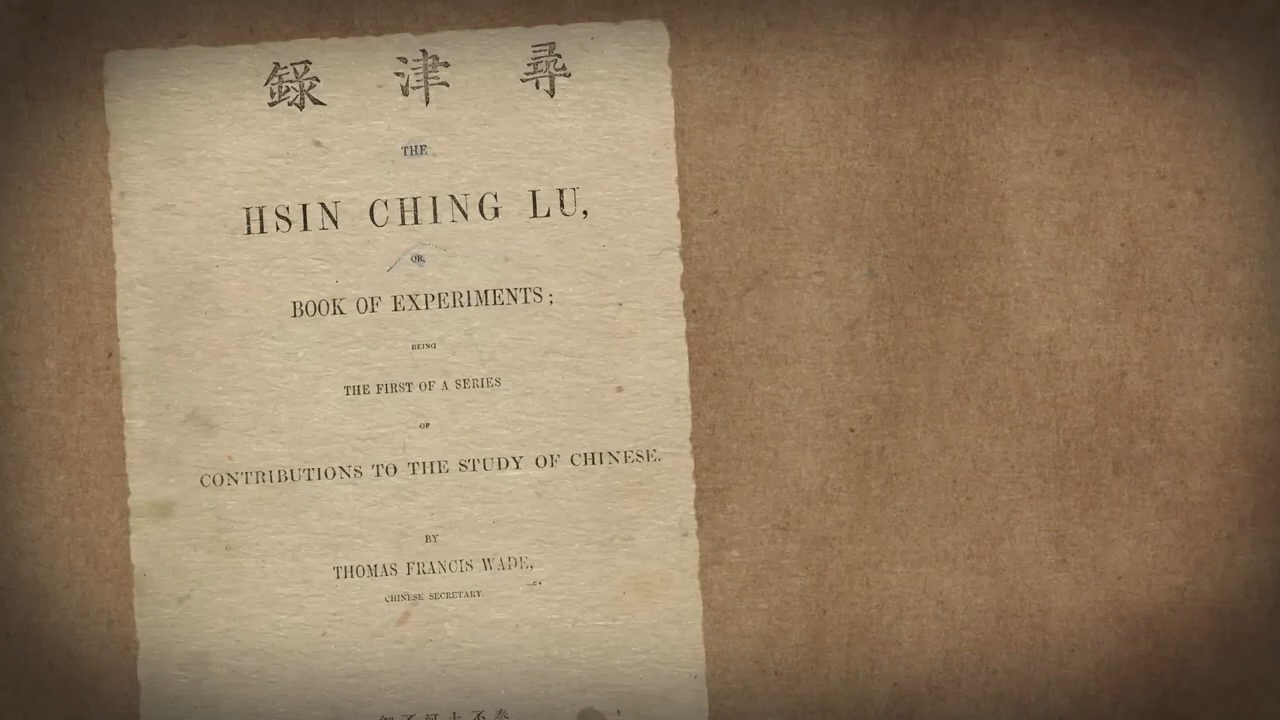 尋津錄
THE
HSIN CHING LU,
OR,
BOOK OF EXPERIMENTS;
BEING
THE FIRST OF A SERIES
OF
CONTRIBUTIONS TO THE STUDY OF CHINESE.
BY
THOMAS FRANCIS WADE,
CHINESE SECRETARY.